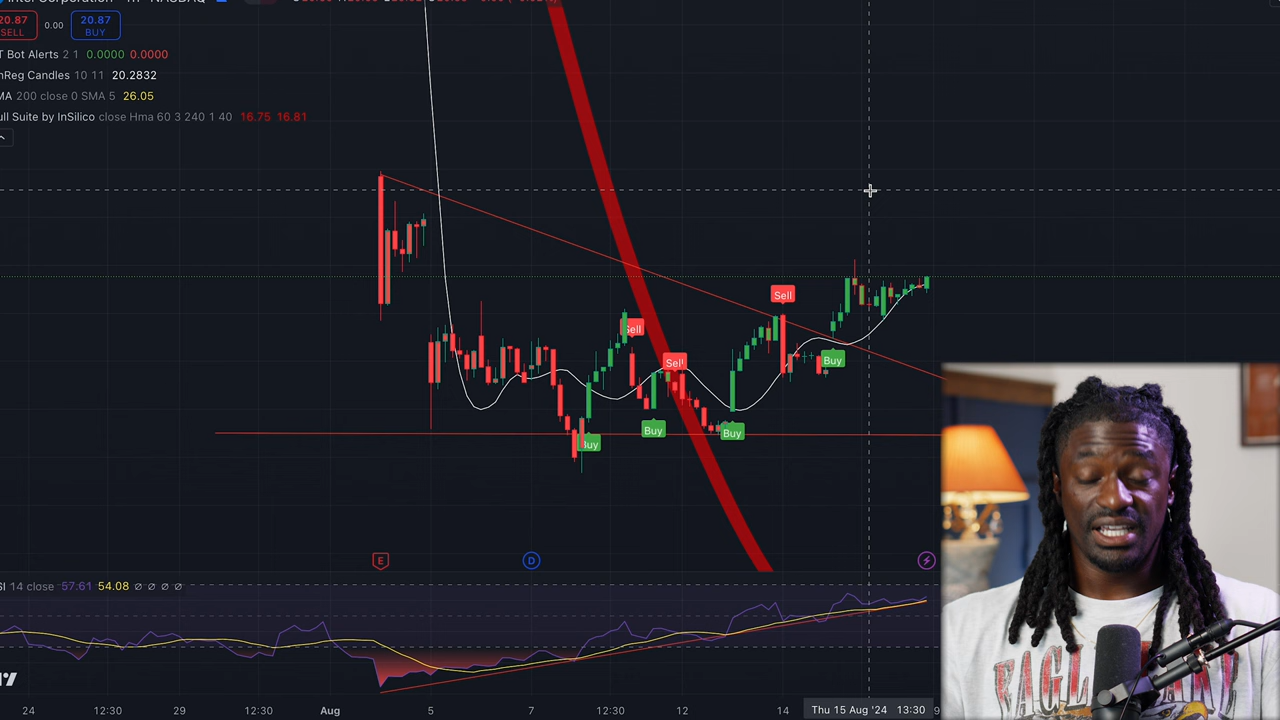 20.87
SELL
0.00
20.87
BUY
Bot Alerts 2 1 0.0000 0.0000
Reg Candles 10 11 20.2832
MA 200 close 0 SMA 5 26.05
Suite by InSilico close Hma 60 3 240 1 40 16.75 16.81
Sell
Sell
Sell
Buy
Buy
Buy
Buy
E
D
14 close 57.61 54.08 ∅ ∅ ∅ ∅
24 12:30 29 12:30 Aug 5 7 12:30 12 14 Thu 15 Aug '24 13:30
EAGL